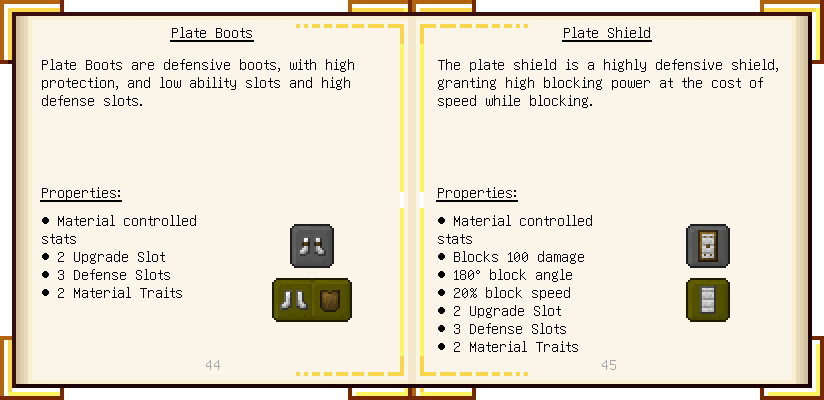 Plate Boots
Plate Boots are defensive boots, with high
protection, and low ability slots and high
defense slots.
Properties:
● Material controlled
stats
● 2 Upgrade Slot
● 3 Defense Slots
● 2 Material Traits
44
Plate Shield
The plate shield is a highly defensive shield,
granting high blocking power at the cost of
speed while blocking.
Properties:
● Material controlled
stats
● Blocks 100 damage
● 180° block angle
● 20% block speed
● 2 Upgrade Slot
● 3 Defense Slots
● 2 Material Traits
45